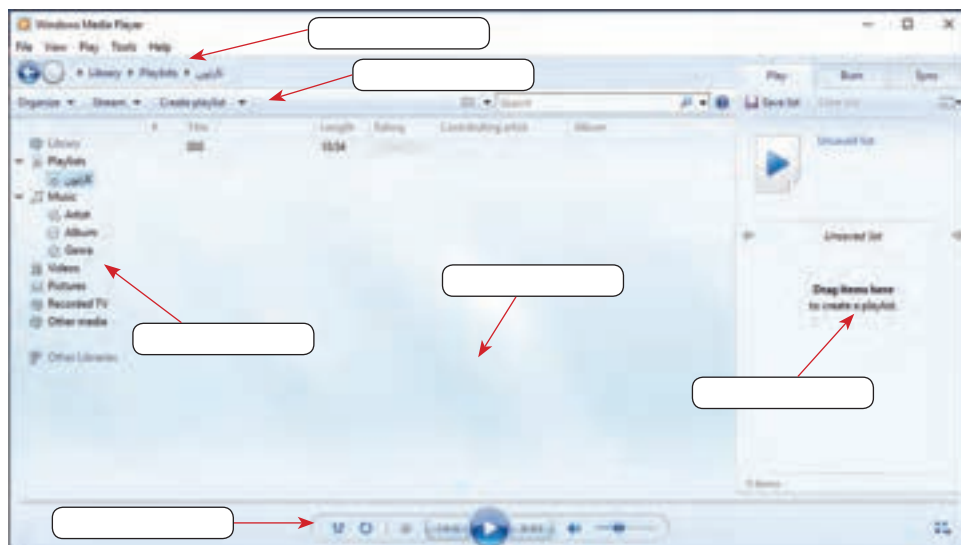 Windows Media Player
File View Play Tools Help
Library Playlists
Play Burn Sync
Organize Stream Create playlist Search Save list
# Title Length Rating Contributing artist Album
Library
Playlists
Music
Artist
Album
Genre
Videos
Pictures
Recorded TV
Other media
Other Libraries
Unsaved list
Unsaved list
Drag items here
to create a playlist.
0 items